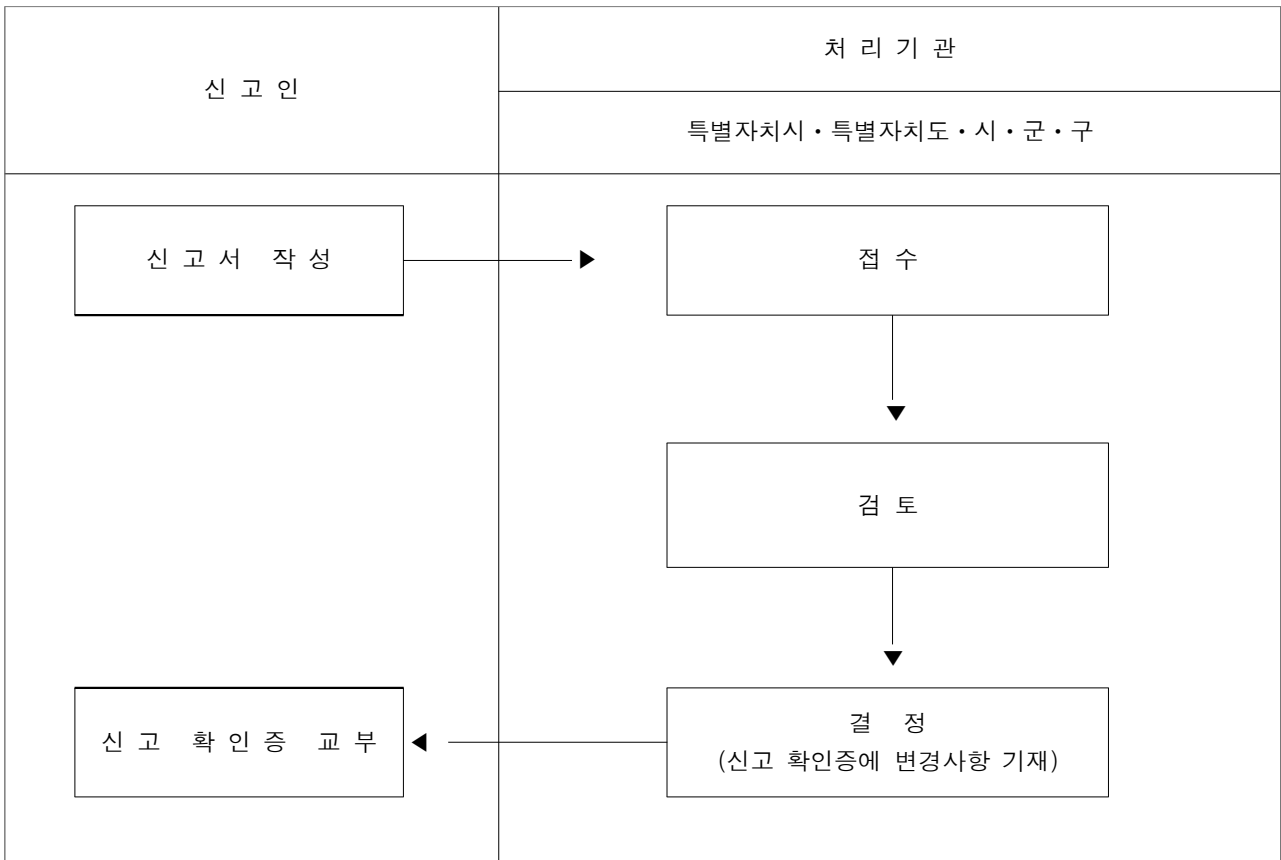 신 고 인
처 리 기 관
특별자치시・특별자치도・시・군・구
신 고 서 작 성
접 수
검 토
결 정
(신고 확인증에 변경사항 기재)
신 고 확 인 증 교 부